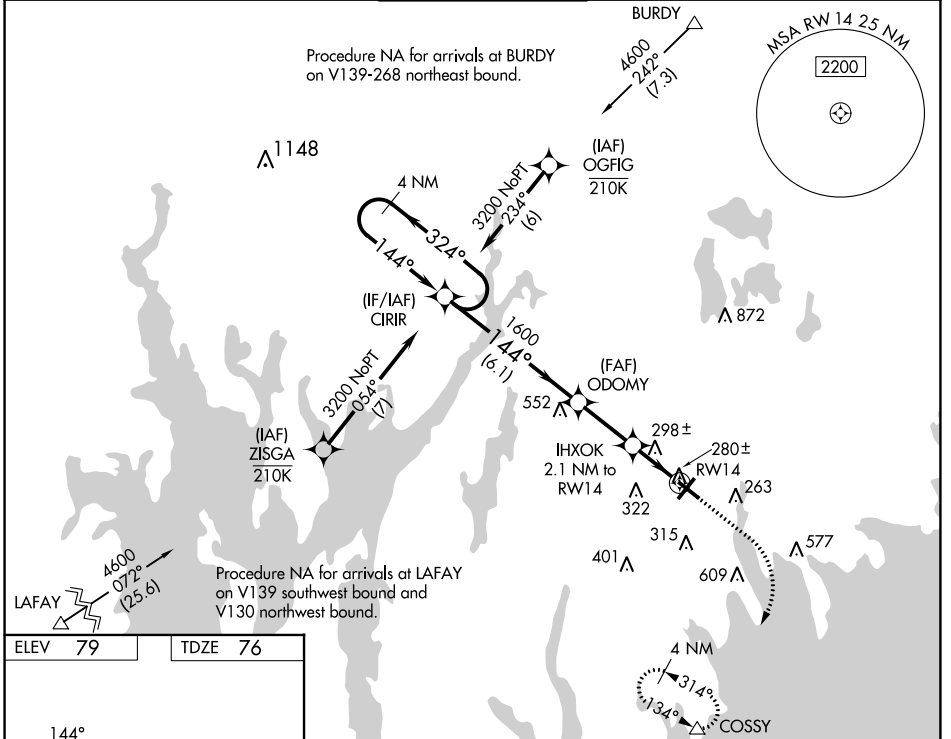 BURDY
MSA RW 14 25 NM
2200
Procedure NA for arrivals at BURDY
on V139-268 northeast bound.
4600
242°
(7.3)
1148
(IAF)
OGFIG
210K
4 NM
3200 NoPT
234°
(6)
324°
144°
(IF/IAF)
CIRIR
872
1600
144°
(6.1)
(FAF)
ODOMY
3200 NoPT
054°
(7)
552
(IAF)
ZISGA
210K
298±
280±
IHXOK
2.1 NM to
RW14
RW14
263
322
315
577
401
609
4600
072°
(25.6)
LAFAY
Procedure NA for arrivals at LAFAY
on V139 southwest bound and
V130 northwest bound.
ELEV 79
TDZE 76
4 NM
314°
134°
COSSY
144°